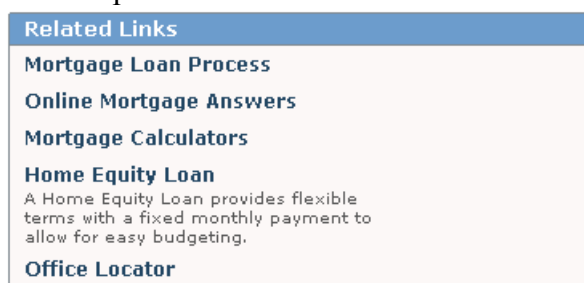 Related Links
Mortgage Loan Process
Online Mortgage Answers
Mortgage Calculators
Home Equity Loan
A Home Equity Loan provides flexible
terms with a fixed monthly payment to
allow for easy budgeting.
Office Locator